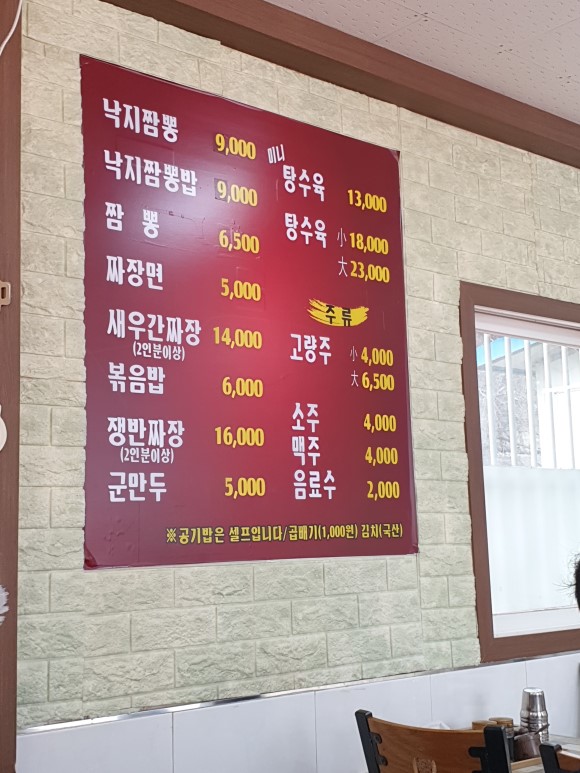 낙지짬뽕 9,000
낙지짬뽕밥 9,000
짬 뽕 6,500
짜장면 5,000
새우간짜장 14,000
(2인분이상)
볶음밥 6,000
쟁반짜장 16,000
(2인분이상)
군만두 5,000
미니
탕수육 13,000
탕수육 小 18,000
大 23,000
주류
고량주 小 4,000
大 6,500
소주 4,000
맥주 4,000
음료수 2,000
※공기밥은 셀프입니다/곱배기(1,000원) 김치(국산)